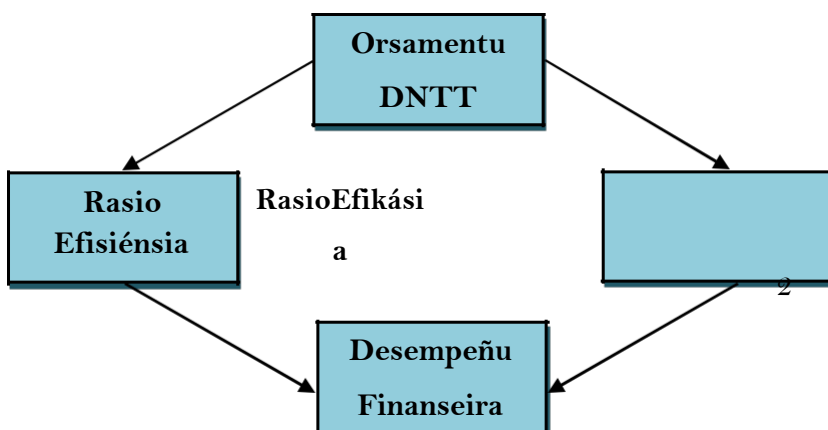 Orsamentu
DNTT
Rasio
Efisiénsia
RasioEfikási
a
2
Desempeñu
Finanseira